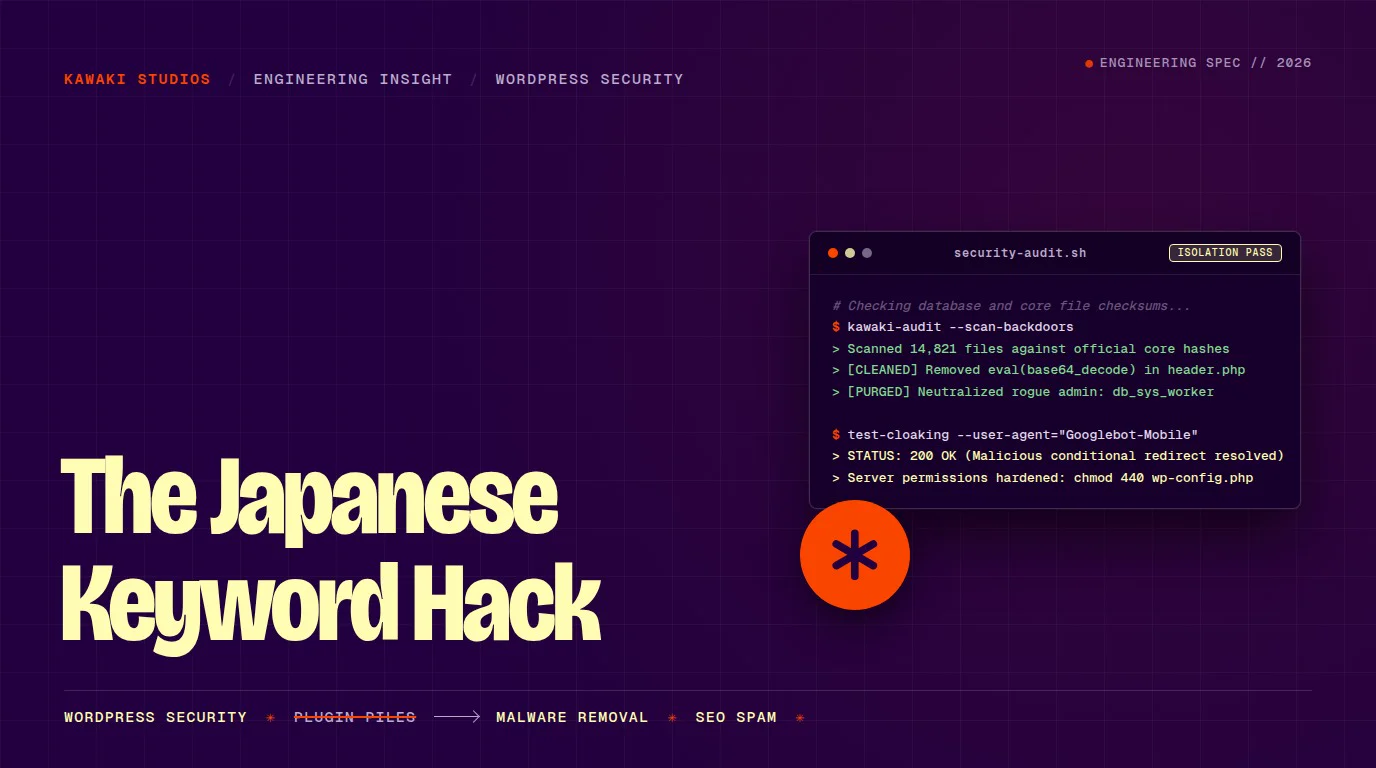 KAWAKI STUDIOS / ENGINEERING INSIGHT / WORDPRESS SECURITY
● ENGINEERING SPEC // 2026
security-audit.sh
ISOLATION PASS
# Checking database and core file checksums...
$ kawaki-audit --scan-backdoors
> Scanned 14,821 files against official core hashes
> [CLEANED] Removed eval(base64_decode) in header.php
> [PURGED] Neutralized rogue admin: db_sys_worker
$ test-cloaking --user-agent="Googlebot-Mobile"
> STATUS: 200 OK (Malicious conditional redirect resolved)
> Server permissions hardened: chmod 440 wp-config.php
The Japanese
Keyword Hack
WORDPRESS SECURITY ✳ PLUGIN PILES → MALWARE REMOVAL ✳ SEO SPAM ✳